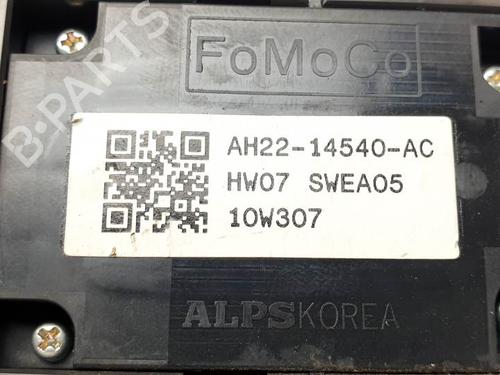 FoMoCo
B-PARTS
AH22-14540-AC
HW07 SWEA05
10W307
ALPSKOREA